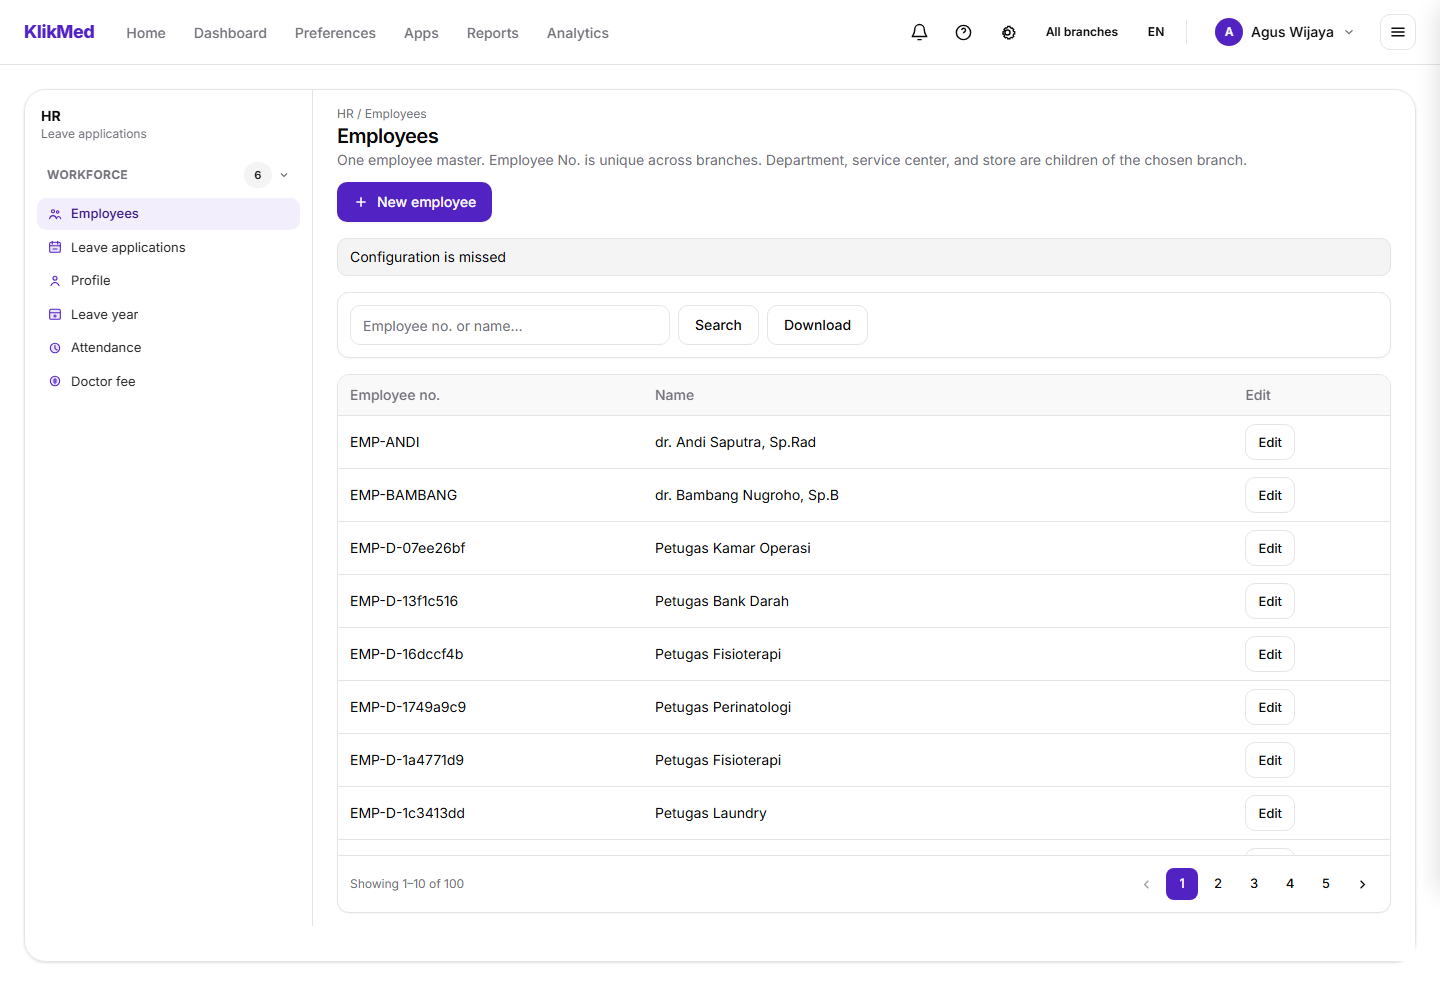 KlikMed
Home
Dashboard
Preferences
Apps
Reports
Analytics
All branches
EN
A
Agus Wijaya
HR
Leave applications
WORKFORCE
6
Employees
Leave applications
Profile
Leave year
Attendance
Doctor fee
HR / Employees
Employees
One employee master. Employee No. is unique across branches. Department, service center, and store are children of the chosen branch.
+ New employee
Configuration is missed
Employee no. or name...
Search
Download
Employee no. Name Edit
EMP-ANDI dr. Andi Saputra, Sp.Rad Edit
EMP-BAMBANG dr. Bambang Nugroho, Sp.B Edit
EMP-D-07ee26bf Petugas Kamar Operasi Edit
EMP-D-13f1c516 Petugas Bank Darah Edit
EMP-D-16dccf4b Petugas Fisioterapi Edit
EMP-D-1749a9c9 Petugas Perinatologi Edit
EMP-D-1a4771d9 Petugas Fisioterapi Edit
EMP-D-1c3413dd Petugas Laundry Edit
Showing 1–10 of 100
‹ 1 2 3 4 5 ›